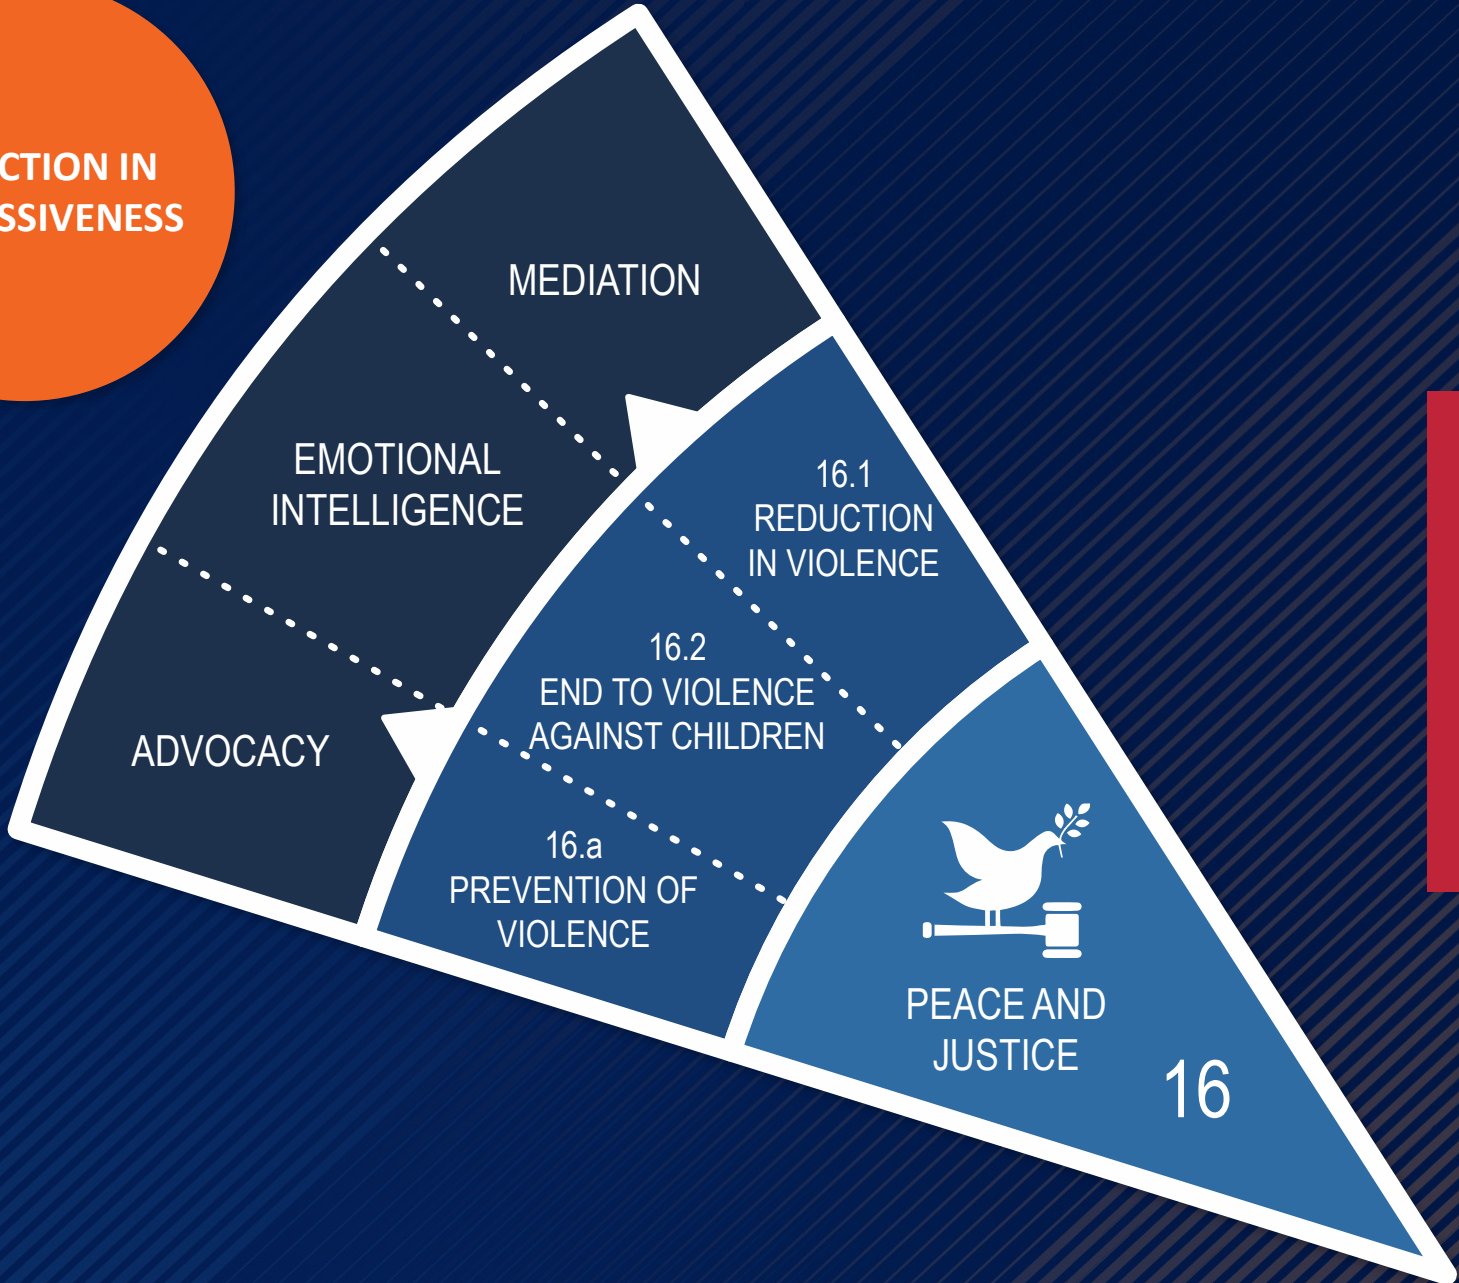 CTION IN
SSIVENESS
MEDIATION
EMOTIONAL
INTELLIGENCE
ADVOCACY
16.1
REDUCTION
IN VIOLENCE
16.2
END TO VIOLENCE
AGAINST CHILDREN
16.a
PREVENTION OF
VIOLENCE
PEACE AND
JUSTICE
16